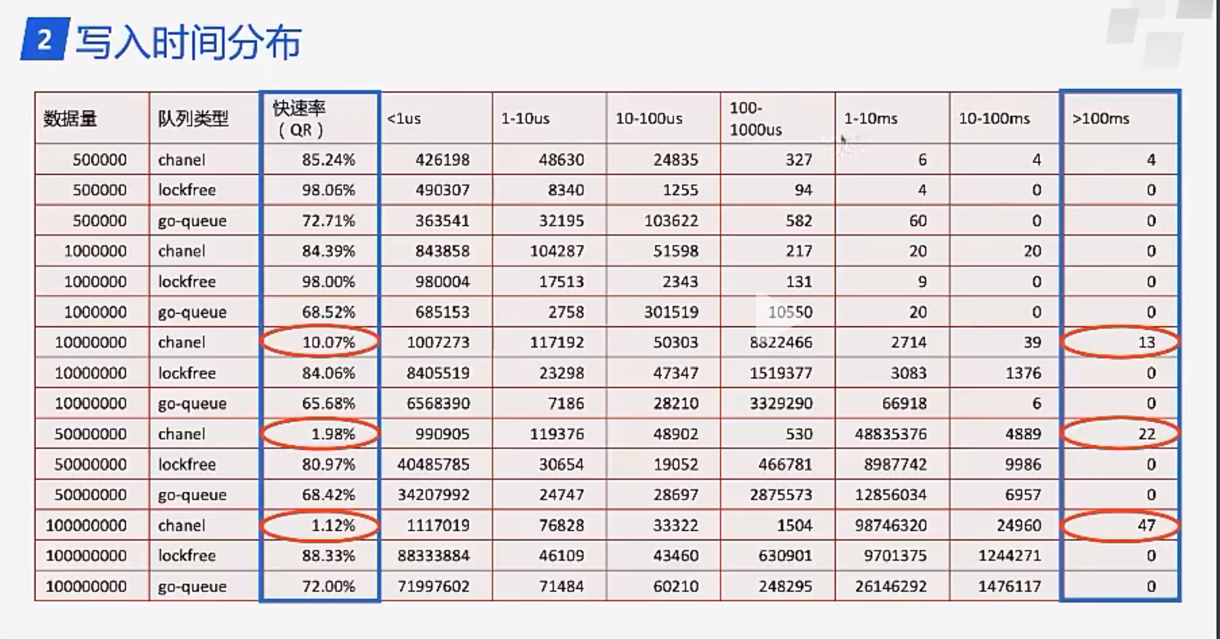 2 写入时间分布
数据量 队列类型 快速率（QR） <1us 1-10us 10-100us 100-1000us 1-10ms 10-100ms >100ms
500000 chanel 85.24% 426198 48630 24835 327 6 4 4
500000 lockfree 98.06% 490307 8340 1255 94 4 0 0
500000 go-queue 72.71% 363541 32195 103622 582 60 0 0
1000000 chanel 84.39% 843858 104287 51598 217 20 20 0
1000000 lockfree 98.00% 980004 17513 2343 131 9 0 0
1000000 go-queue 68.52% 685153 2758 301519 10550 20 0 0
10000000 chanel 10.07% 1007273 117192 50303 8822466 2714 39 13
10000000 lockfree 84.06% 8405519 23298 47347 1519377 3083 1376 0
10000000 go-queue 65.68% 6568390 7186 28210 3329290 66918 6 0
50000000 chanel 1.98% 990905 119376 48902 530 48835376 4889 22
50000000 lockfree 80.97% 40485785 30654 19052 466781 8987742 9986 0
50000000 go-queue 68.42% 34207992 24747 28697 2875573 12856034 6957 0
100000000 chanel 1.12% 1117019 76828 33322 1504 98746320 24960 47
100000000 lockfree 88.33% 88333884 46109 43460 630901 9701375 1244271 0
100000000 go-queue 72.00% 71997602 71484 60210 248295 26146292 1476117 0